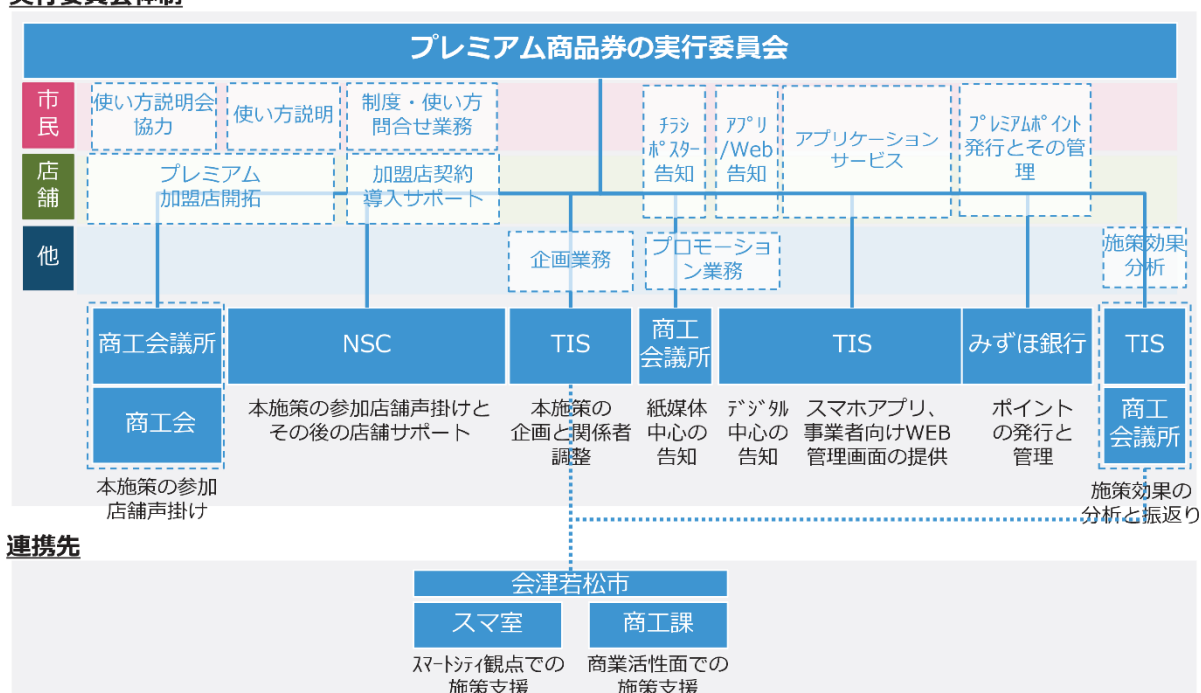 実行委員会体制
プレミアム商品券の実行委員会
市
民
使い方説明会
協力
使い方説明
制度・使い方
問合せ業務
ﾁﾗｼ
ﾎﾟｽﾀｰ
告知
ｱﾌﾟﾘ
/Web
告知
アプリケーション
サービス
ﾌﾟﾚﾐｱﾑﾎﾟｲﾝﾄ
発行とその管
理
店
舗
プレミアム
加盟店開拓
加盟店契約
導入サポート
他
企画業務
プロモーショ
ン業務
施策効果
分析
商工会議所
商工会
本施策の参加
店舗声掛け
NSC
本施策の参加店舗声掛けと
その後の店舗サポート
TIS
本施策の
企画と関係者
調整
商工
会議所
紙媒体
中心の
告知
TIS
ﾃﾞｼﾞﾀﾙ
中心の
告知
スマホアプリ、
事業者向けWEB
管理画面の提供
みずほ銀行
ポイント
の発行と
管理
TIS
商工
会議所
施策効果の
分析と振返り
連携先
会津若松市
スマ室
ｽﾏｰﾄｼﾃｨ観点での
施策支援
商工課
商業活性面での
施策支援